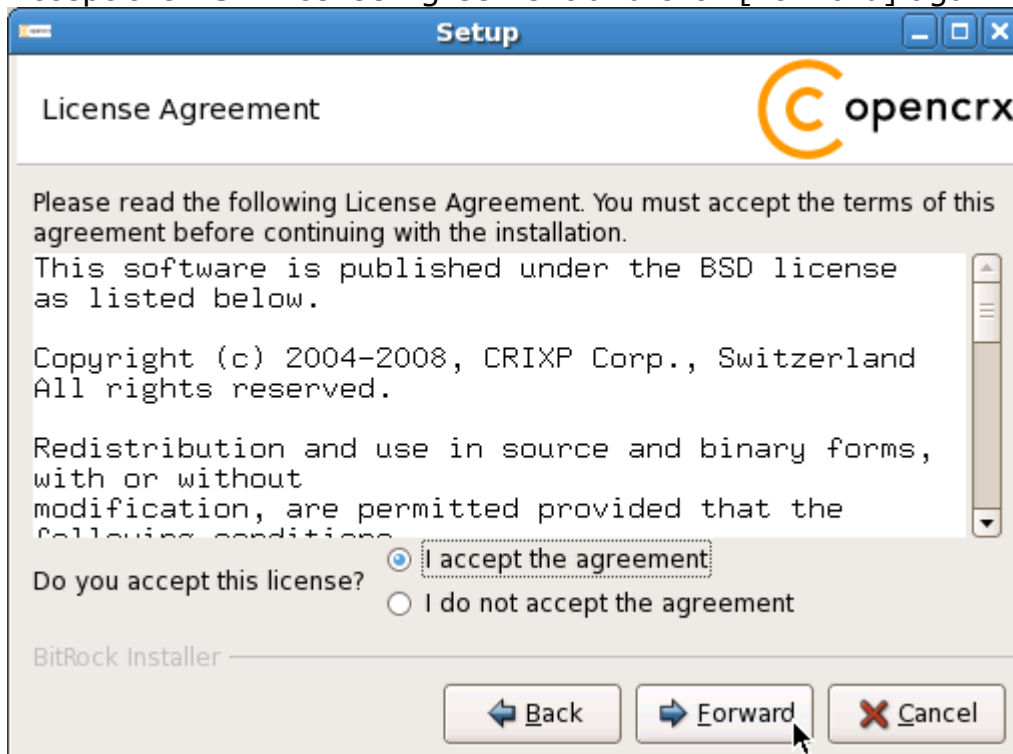 Setup
License Agreement
opencrx
Please read the following License Agreement. You must accept the terms of this
agreement before continuing with the installation.
This software is published under the BSD license
as listed below.
Copyright (c) 2004-2008, CRIXP Corp., Switzerland
All rights reserved.
Redistribution and use in source and binary forms,
with or without
modification, are permitted provided that the
following conditions
Do you accept this license?
I accept the agreement
I do not accept the agreement
BitRock Installer
Back
Forward
Cancel